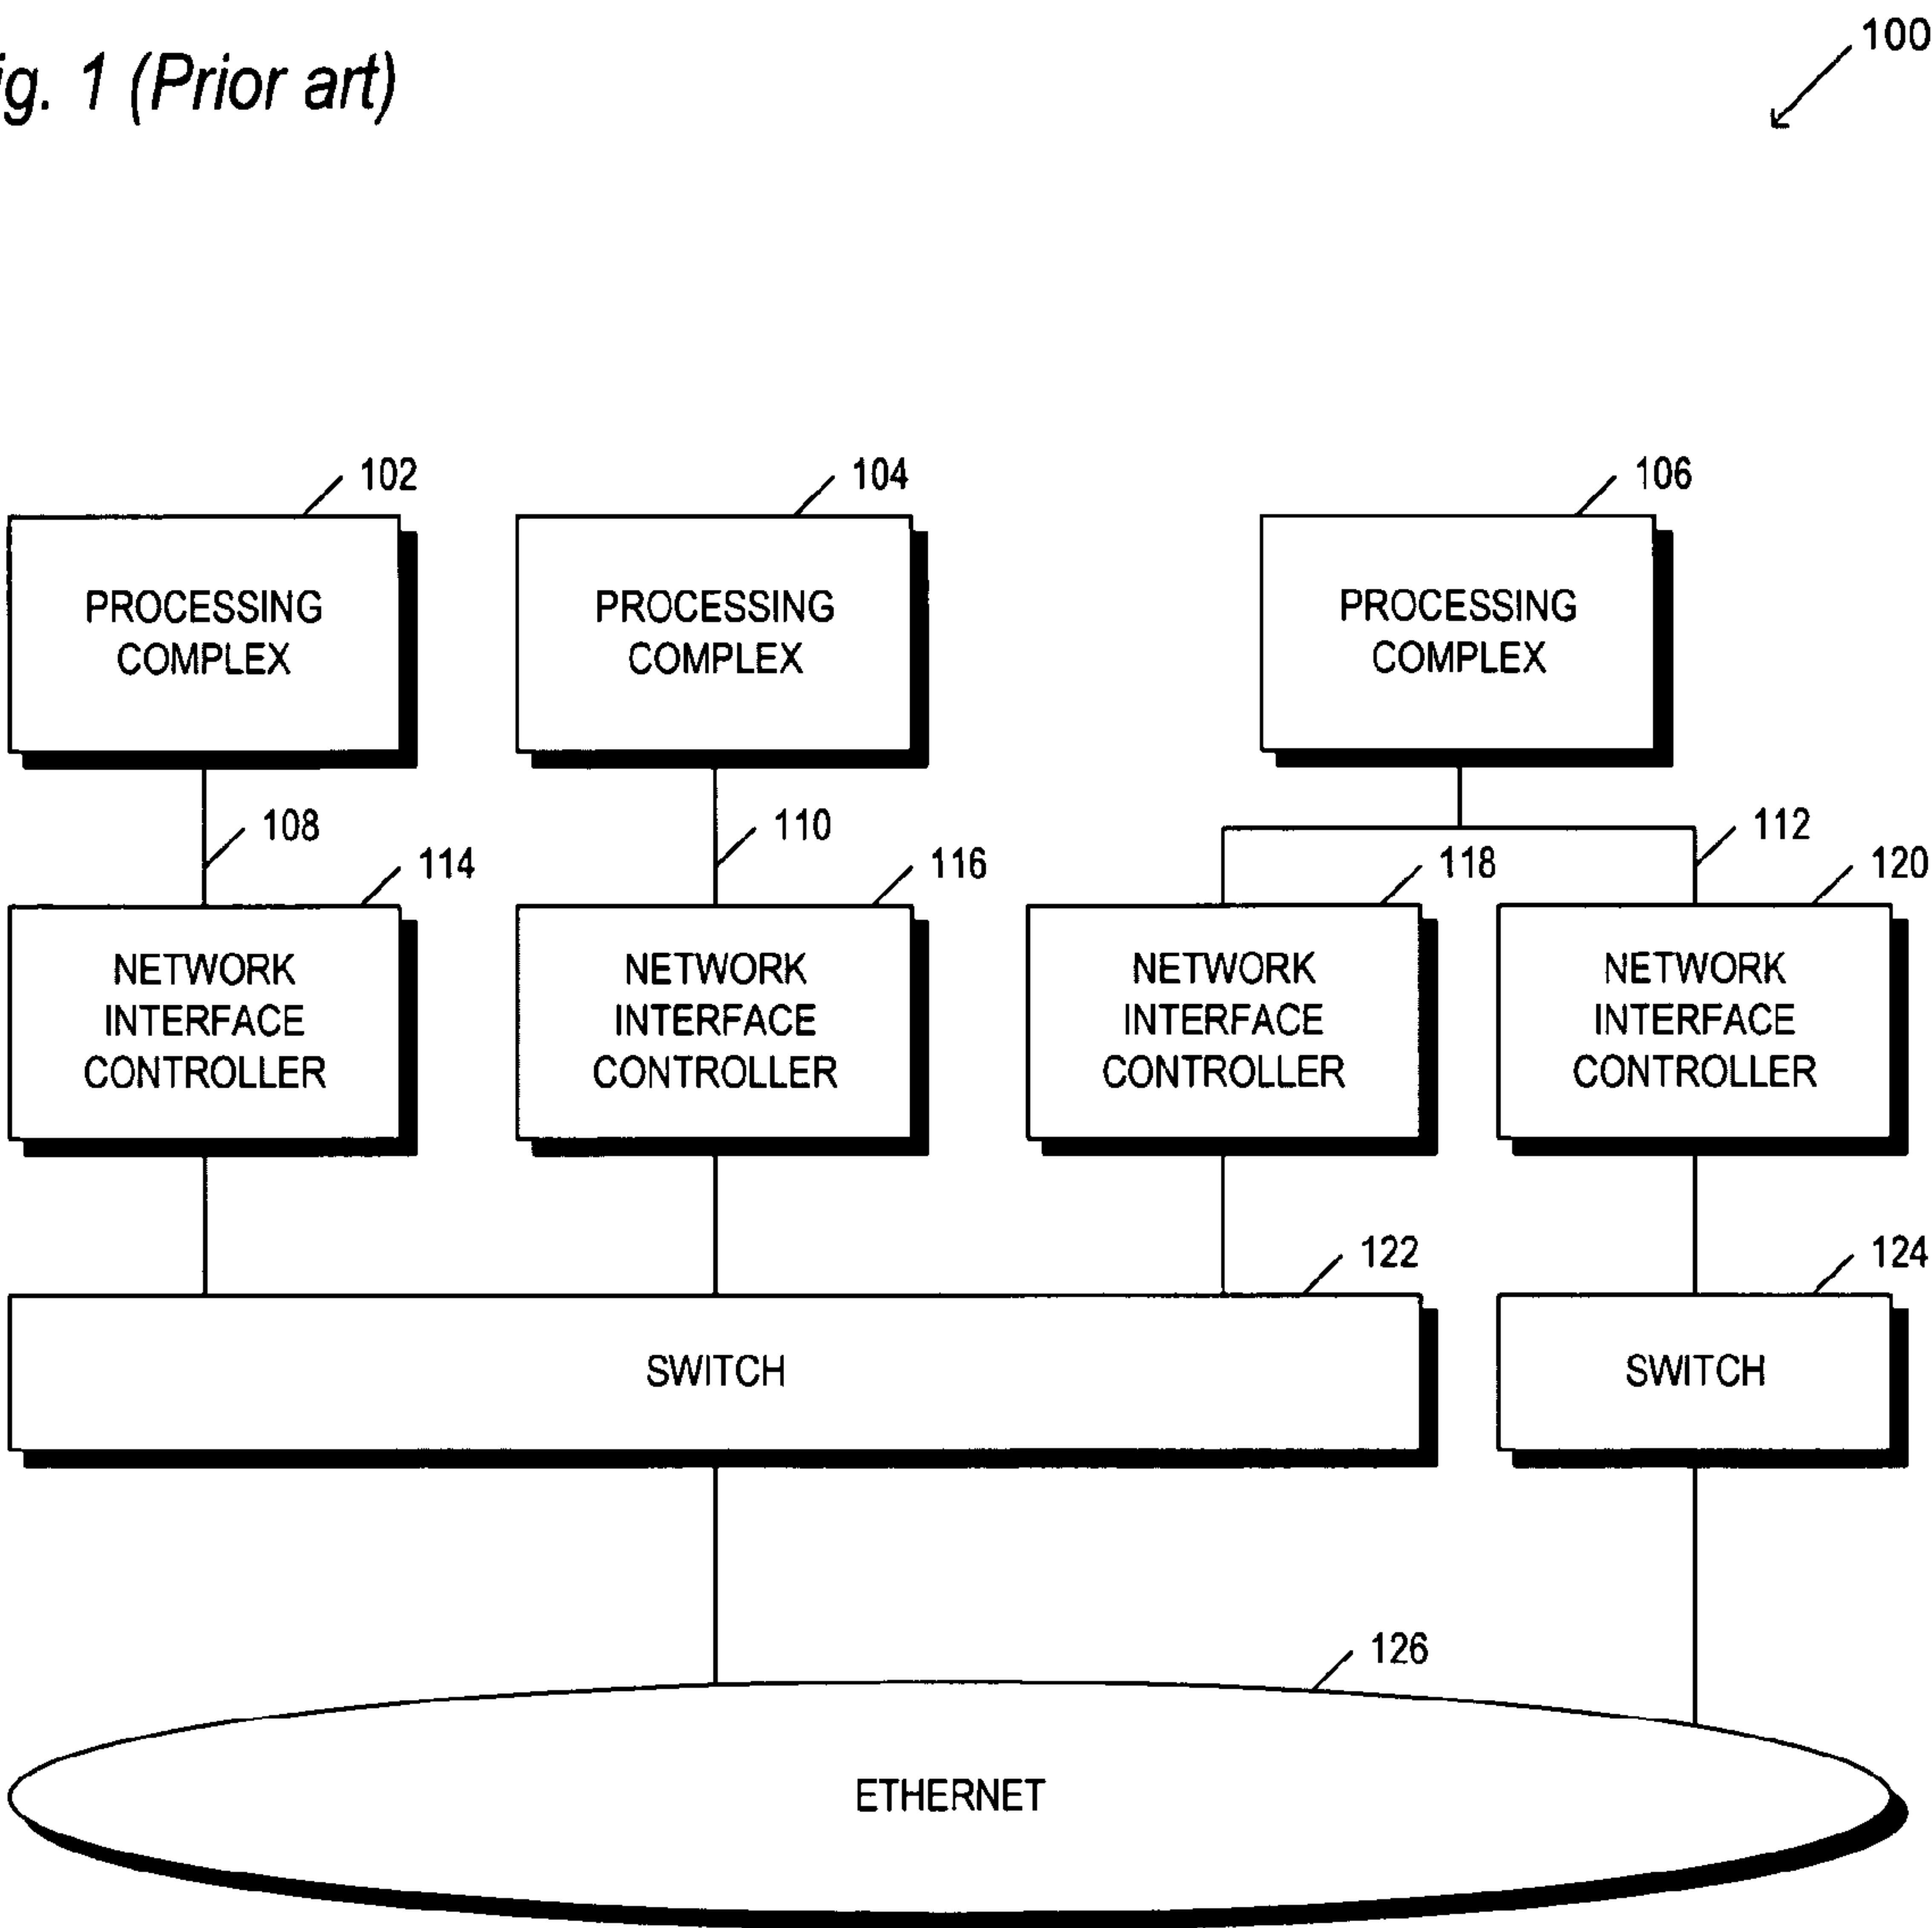 ig. 1 (Prior art)
100
102
104
106
PROCESSING
COMPLEX
PROCESSING
COMPLEX
PROCESSING
COMPLEX
108
110
112
114
116
118
120
NETWORK
INTERFACE
CONTROLLER
NETWORK
INTERFACE
CONTROLLER
NETWORK
INTERFACE
CONTROLLER
NETWORK
INTERFACE
CONTROLLER
122
124
SWITCH
SWITCH
126
ETHERNET